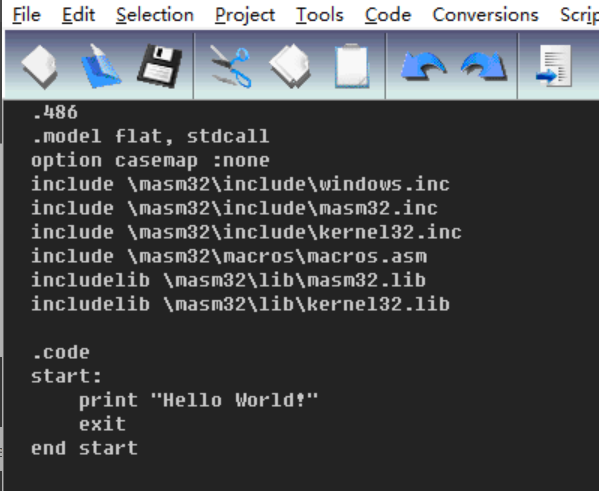 File Edit Selection Project Tools Code Conversions Scrip
.486
.model flat, stdcall
option casemap :none
include \masm32\include\windows.inc
include \masm32\include\masm32.inc
include \masm32\include\kernel32.inc
include \masm32\macros\macros.asm
includelib \masm32\lib\masm32.lib
includelib \masm32\lib\kernel32.lib
.code
start:
print "Hello World!"
exit
end start